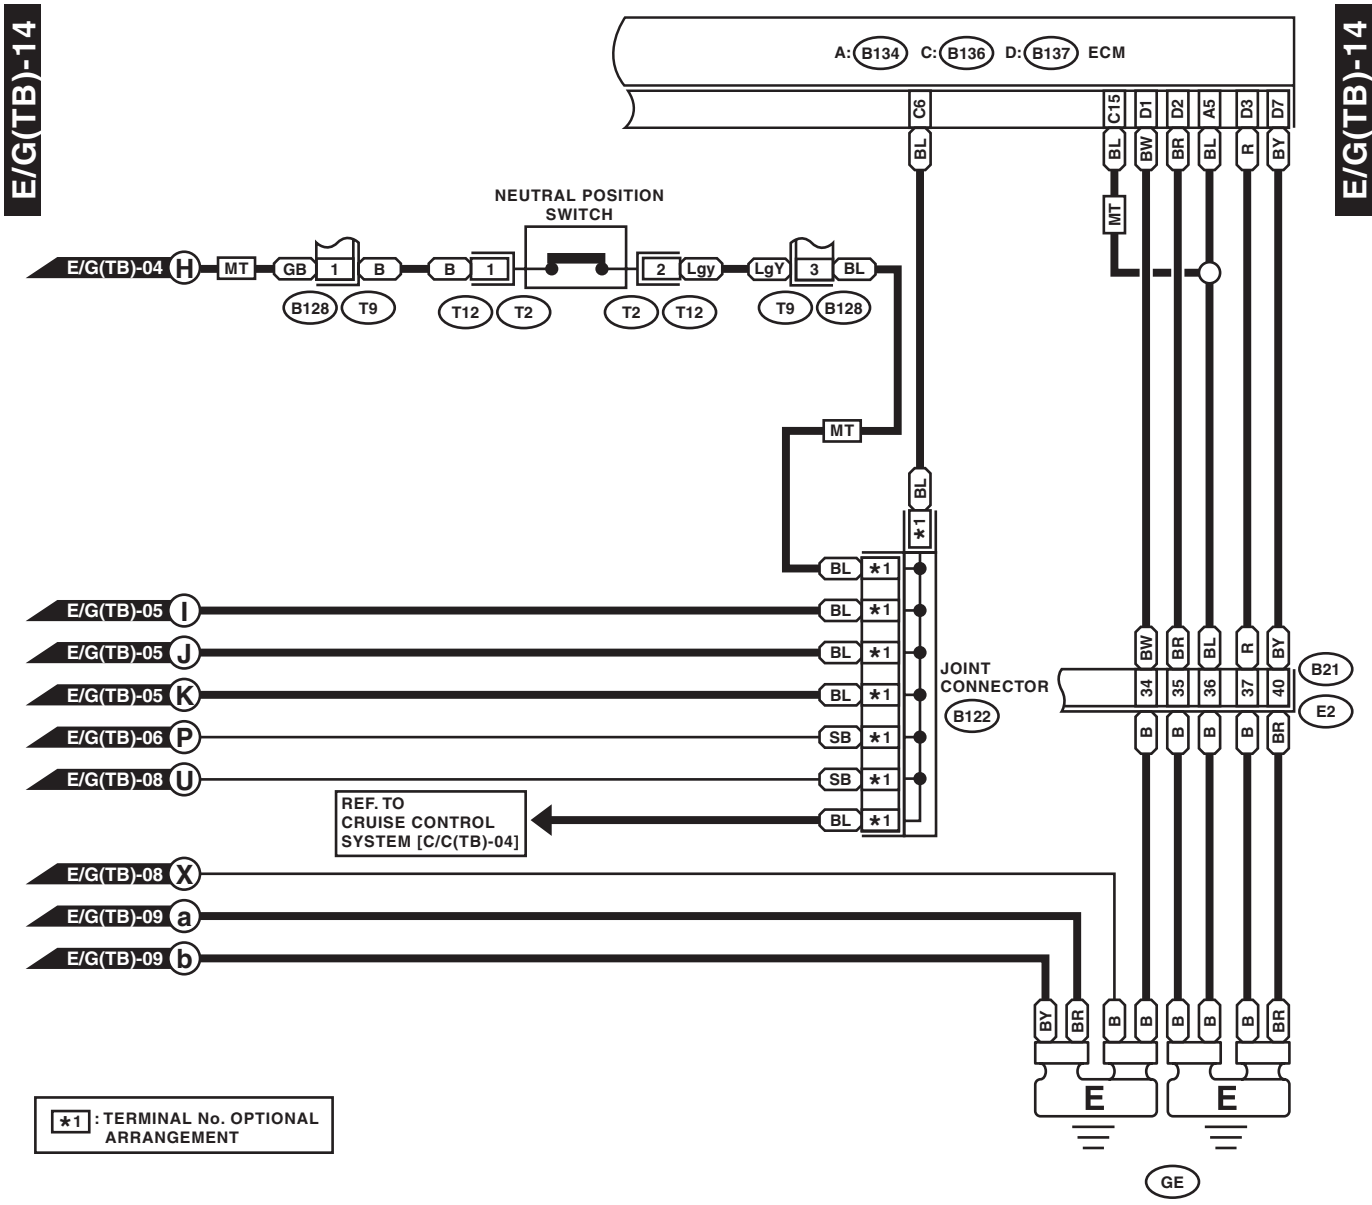 E/G(TB)-14
E/G(TB)-14
A: B134 C: B136 D: B137 ECM
C6 C15 D1 D2 A5 D3 D7
BL BL BW BR BL R BY
MT
NEUTRAL POSITION
SWITCH
E/G(TB)-04 H MT GB 1 B B 1 2 Lgy LgY 3 BL
B128 T9 T12 T2 T2 T12 T9 B128
MT
BL
*1
BL *1
E/G(TB)-05 I BL *1
E/G(TB)-05 J BL *1
E/G(TB)-05 K BL *1
E/G(TB)-06 P SB *1
E/G(TB)-08 U SB *1
BL *1
JOINT
CONNECTOR
B122
BW BR BL R BY
34 35 36 37 40
B B B B BR
B21
E2
REF. TO
CRUISE CONTROL
SYSTEM [C/C(TB)-04]
E/G(TB)-08 X
E/G(TB)-09 a
E/G(TB)-09 b
BY BR B B B B B BR
E E
GE
*1 : TERMINAL No. OPTIONAL
ARRANGEMENT